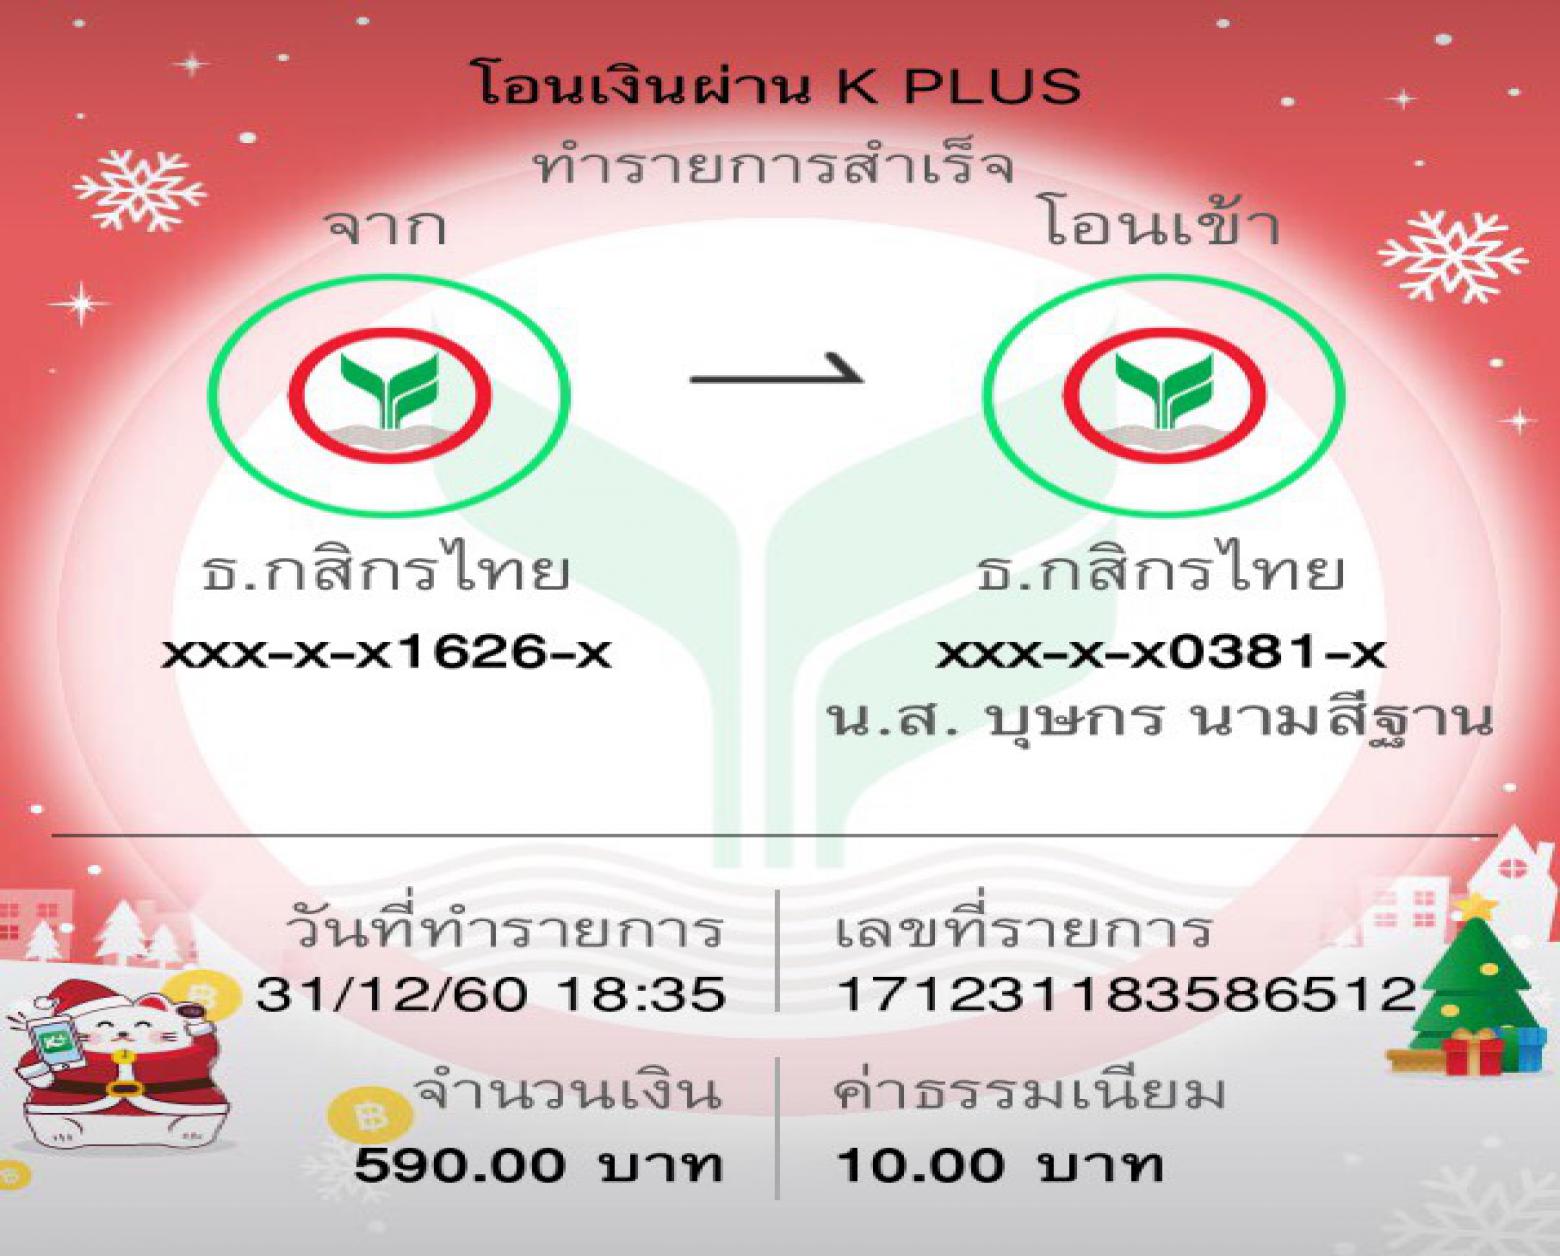 โอนเงินผ่าน K PLUS
ทำรายการสำเร็จ
จาก
โอนเข้า
ธ.กสิกรไทย
ธ.กสิกรไทย
xxx-x-x1626-x
xxx-x-x0381-x
น.ส. บุษกร นามสีฐาน
วันที่ทำรายการ
เลขที่รายการ
31/12/60 18:35
171231183586512
จำนวนเงิน
ค่าธรรมเนียม
590.00 บาท
10.00 บาท
K+